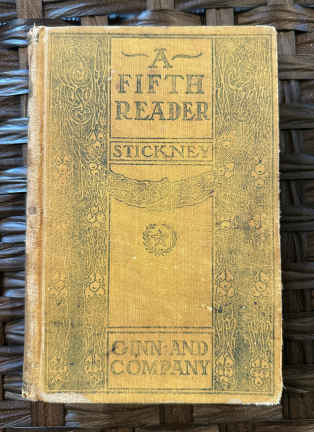 A
FIFTH
READER
STICKNEY
GINN·AND
COMPANY